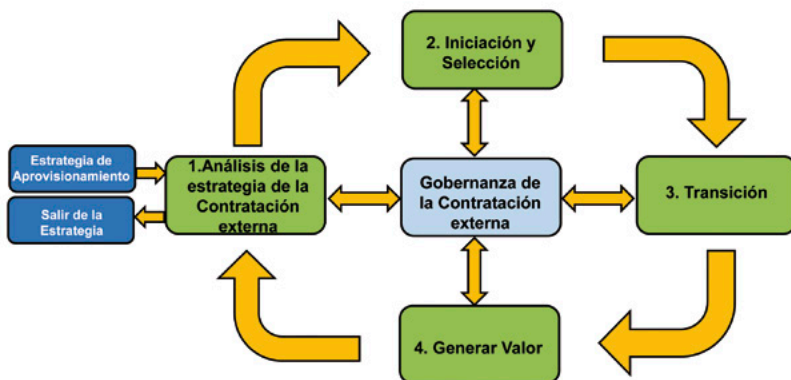 2. Iniciación y
Selección
Estrategia de
Aprovisionamiento
Salir de la
Estrategia
1.Análisis de la
estrategia de la
Contratación
externa
Gobernanza de
la Contratación
externa
3. Transición
4. Generar Valor